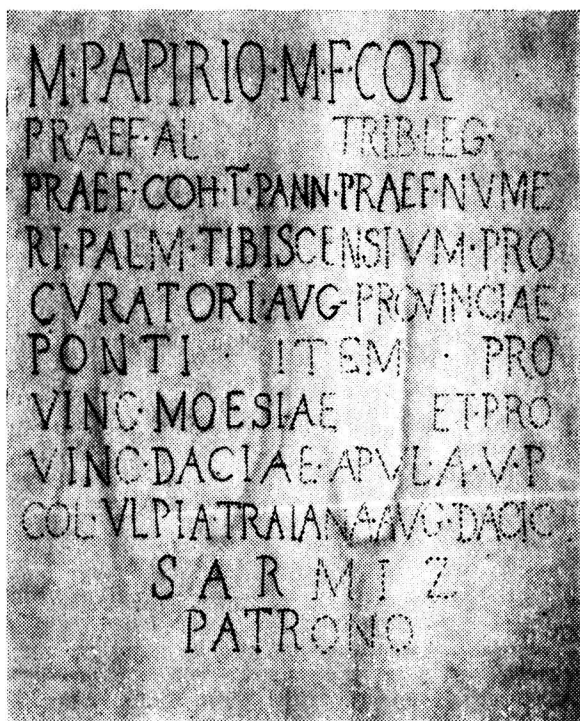 M·PAPIRIO·M·F·COR
PRAEF·AL· TRIB·LEG·
PRAEF·COH·Ī·PANN·PRAEF·NVME
RI·PALM·TIBISCENSIVM·PRO
CVRATORI·AVG·PROVINCIAE
PONTI · ITEM · PRO
VINC·MOESIAE ET·PRO
VINC·DACIAE·APVL·A·V·P
COL·VLPIA·TRAIANA·AVG·DACIC
SARMIZ
PATRONO